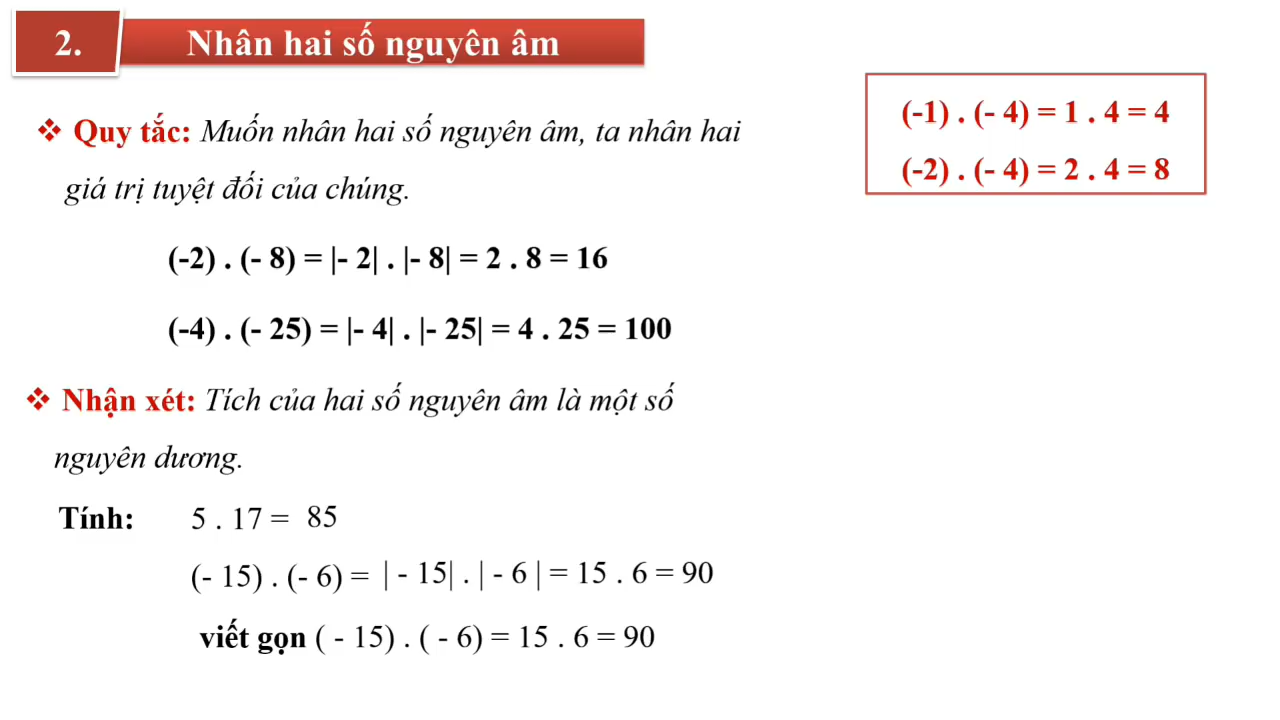 2. Nhân hai số nguyên âm
(-1) . (- 4) = 1 . 4 = 4
(-2) . (- 4) = 2 . 4 = 8
❖ Quy tắc: Muốn nhân hai số nguyên âm, ta nhân hai
giá trị tuyệt đối của chúng.
(-2) . (- 8) = |- 2| . |- 8| = 2 . 8 = 16
(-4) . (- 25) = |- 4| . |- 25| = 4 . 25 = 100
❖ Nhận xét: Tích của hai số nguyên âm là một số
nguyên dương.
Tính: 5 . 17 = 85
(- 15) . (- 6) = | - 15| . | - 6 | = 15 . 6 = 90
viết gọn ( - 15) . ( - 6) = 15 . 6 = 90